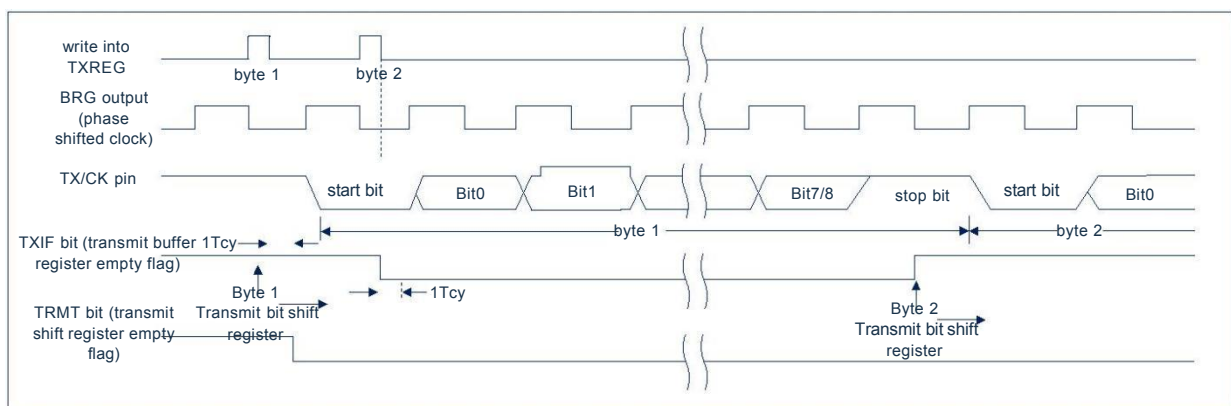 write into
TXREG
byte 1
byte 2
BRG output
(phase
shifted clock)
TX/CK pin
start bit
Bit0
Bit1
Bit7/8
stop bit
start bit
Bit0
byte 1
byte 2
TXIF bit (transmit buffer 1Tcy
register empty flag)
1Tcy
Byte 1
Transmit bit shift
register
Byte 2
Transmit bit shift
register
TRMT bit (transmit
shift register empty
flag)